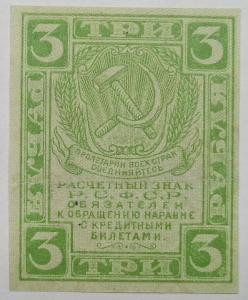 3 ТРИ 3
РУБЛЯ
РУБЛЯ
ПРОЛЕТАРИИ ВСЕХ СТРАН
СОЕДИНЯЙТЕСЬ
РАСЧЕТНЫЙ ЗНАК
Р.С.Ф.С.Р.
ОБЯЗАТЕЛЕН
К ОБРАЩЕНИЮ НАРАВНЕ
С КРЕДИТНЫМИ
БИЛЕТАМИ.
3 ТРИ 3